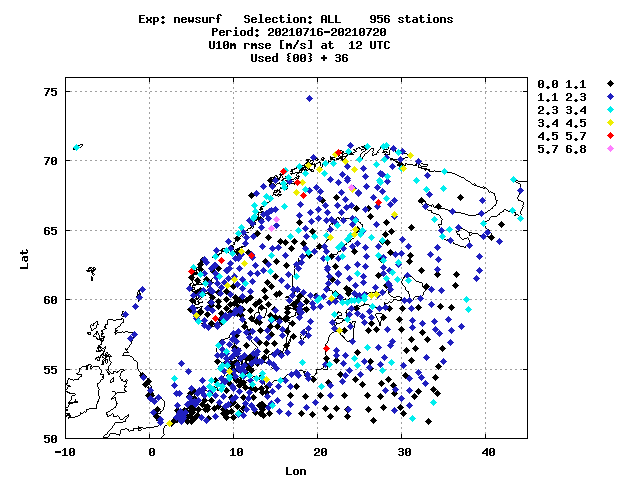 Exp: newsurf   Selection: ALL    956 stations
Period: 20210716-20210720
U10m rmse [m/s] at  12 UTC
Used {00} + 36
0.0 1.1
1.1 2.3
2.3 3.4
3.4 4.5
4.5 5.7
5.7 6.8
75
70
65
60
55
50
Lat
-10 0 10 20 30 40
Lon